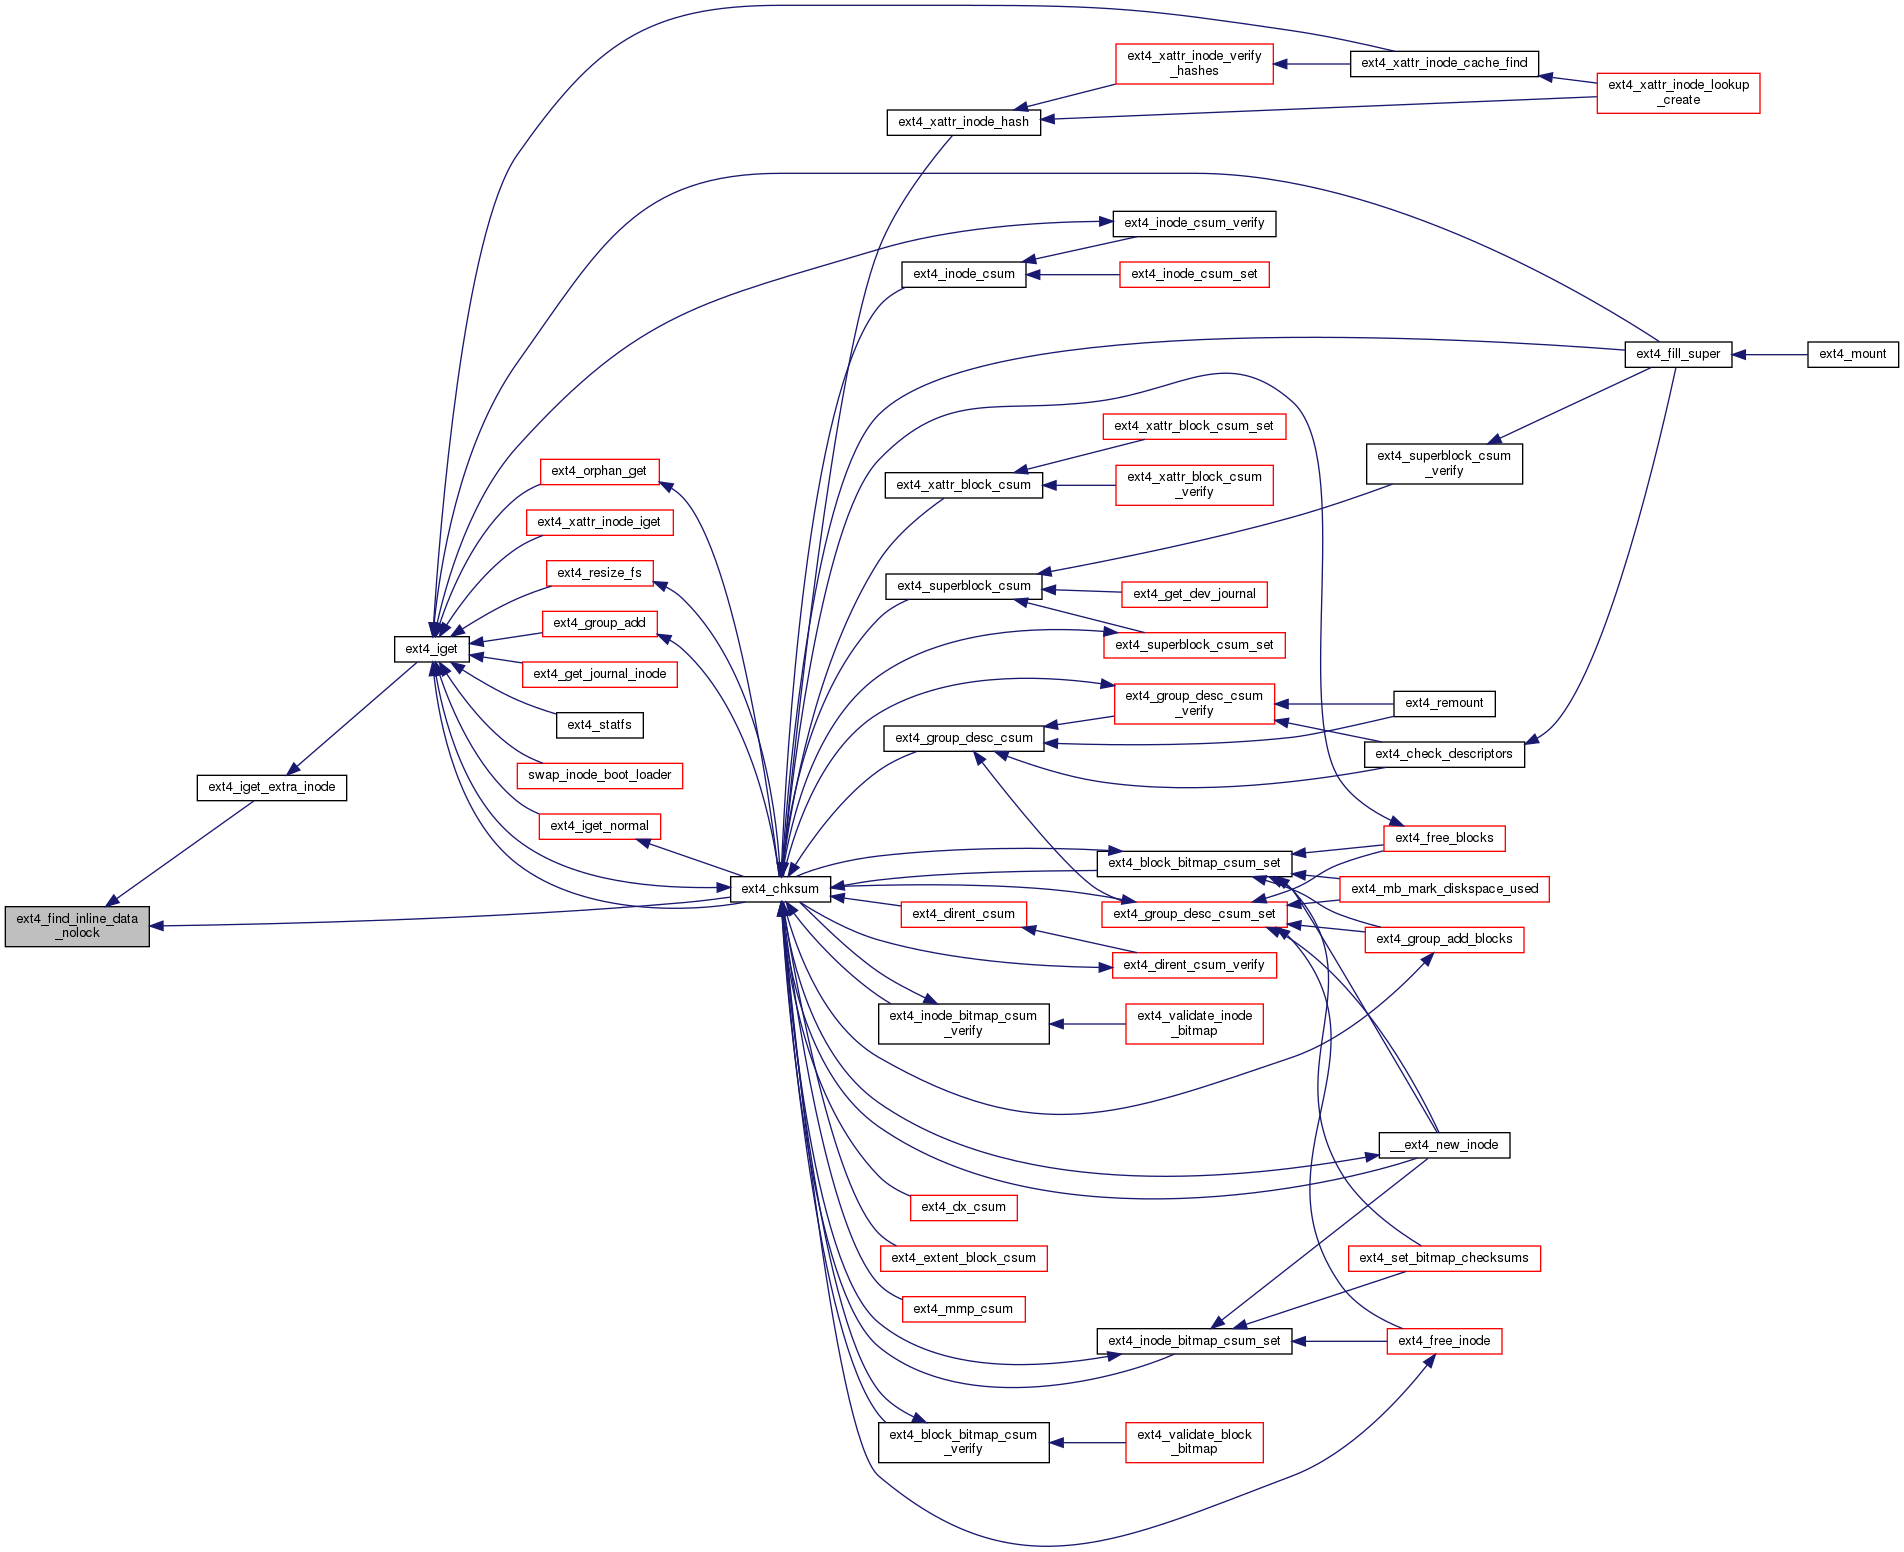 ext4_xattr_inode_verify
_hashes
ext4_xattr_inode_cache_find
ext4_xattr_inode_lookup
_create
ext4_xattr_inode_hash
ext4_inode_csum_verify
ext4_inode_csum
ext4_inode_csum_set
ext4_fill_super
ext4_mount
ext4_xattr_block_csum_set
ext4_superblock_csum
_verify
ext4_orphan_get
ext4_xattr_block_csum
ext4_xattr_block_csum
_verify
ext4_xattr_inode_iget
ext4_resize_fs
ext4_superblock_csum
ext4_get_dev_journal
ext4_group_add
ext4_iget
ext4_superblock_csum_set
ext4_get_journal_inode
ext4_group_desc_csum
_verify
ext4_remount
ext4_statfs
ext4_group_desc_csum
ext4_check_descriptors
swap_inode_boot_loader
ext4_iget_extra_inode
ext4_iget_normal
ext4_free_blocks
ext4_block_bitmap_csum_set
ext4_chksum
ext4_mb_mark_diskspace_used
ext4_find_inline_data
_nolock
ext4_dirent_csum
ext4_group_desc_csum_set
ext4_group_add_blocks
ext4_dirent_csum_verify
ext4_inode_bitmap_csum
_verify
ext4_validate_inode
_bitmap
__ext4_new_inode
ext4_dx_csum
ext4_extent_block_csum
ext4_set_bitmap_checksums
ext4_mmp_csum
ext4_inode_bitmap_csum_set
ext4_free_inode
ext4_block_bitmap_csum
_verify
ext4_validate_block
_bitmap